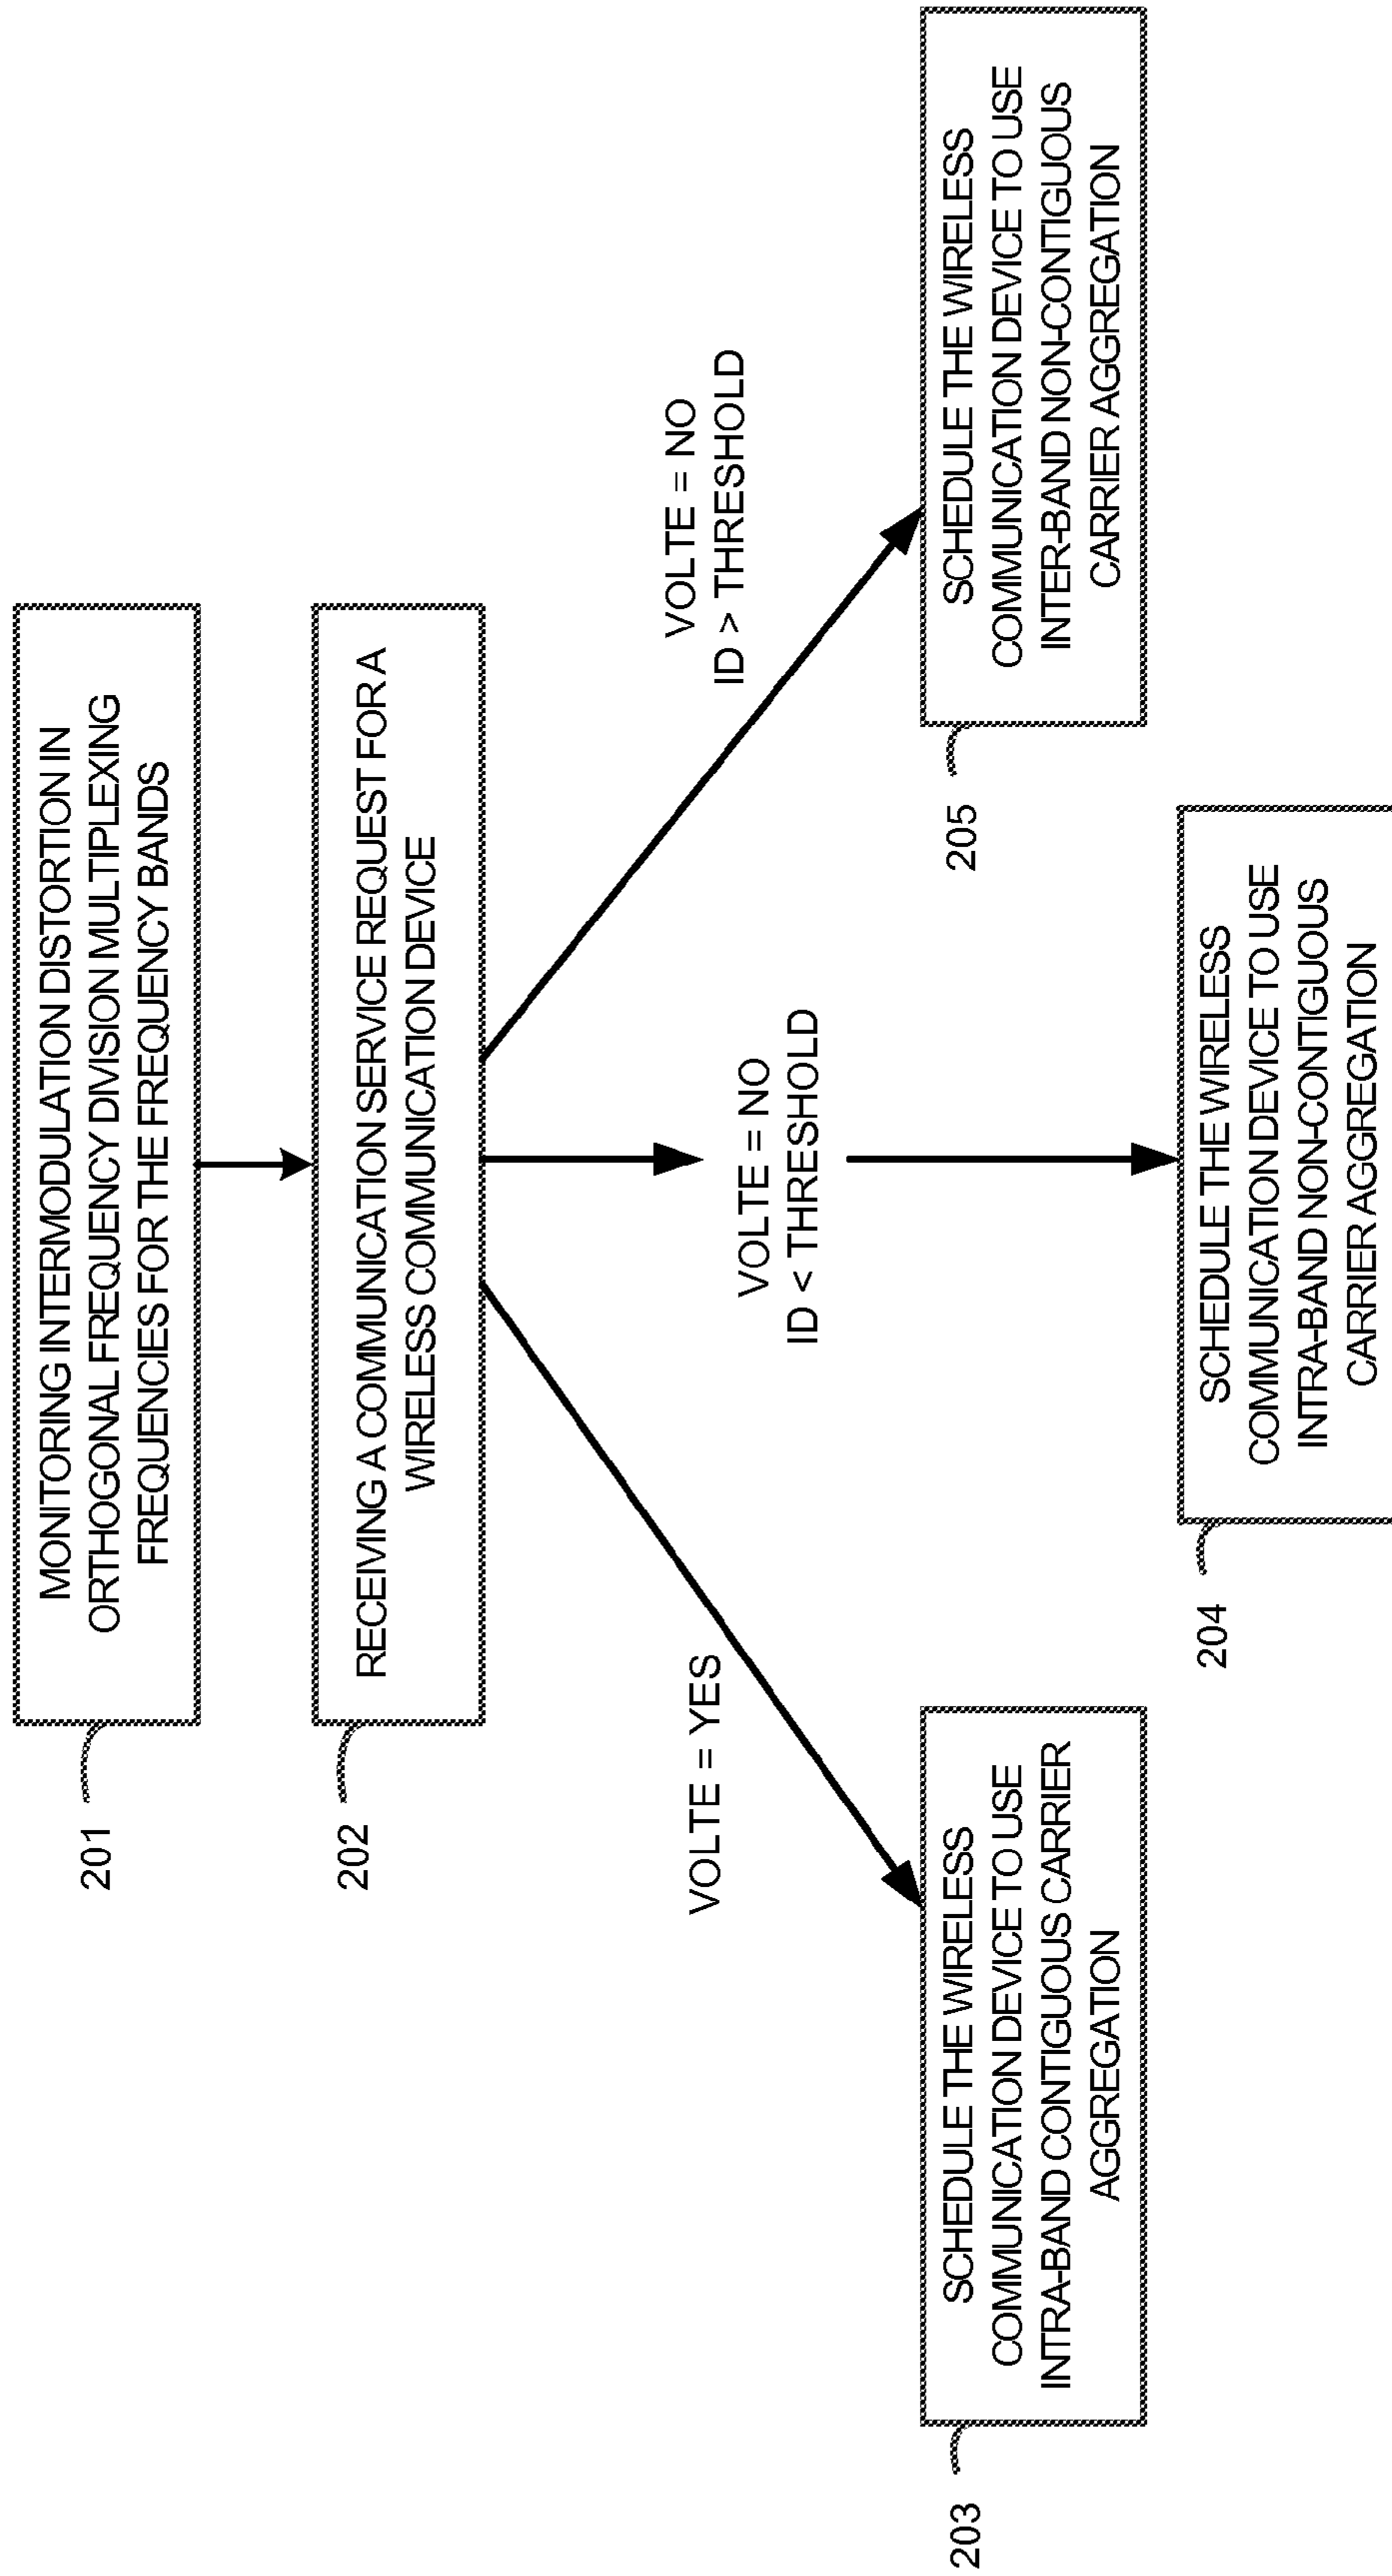 201
MONITORING INTERMODULATION DISTORTION IN
ORTHOGONAL FREQUENCY DIVISION MULTIPLEXING
FREQUENCIES FOR THE FREQUENCY BANDS
202
RECEIVING A COMMUNICATION SERVICE REQUEST FOR A
WIRELESS COMMUNICATION DEVICE
VOLTE = YES
VOLTE = NO
ID < THRESHOLD
VOLTE = NO
ID > THRESHOLD
203
SCHEDULE THE WIRELESS
COMMUNICATION DEVICE TO USE
INTRA-BAND CONTIGUOUS CARRIER
AGGREGATION
204
SCHEDULE THE WIRELESS
COMMUNICATION DEVICE TO USE
INTRA-BAND NON-CONTIGUOUS
CARRIER AGGREGATION
205
SCHEDULE THE WIRELESS
COMMUNICATION DEVICE TO USE
INTER-BAND NON-CONTIGUOUS
CARRIER AGGREGATION